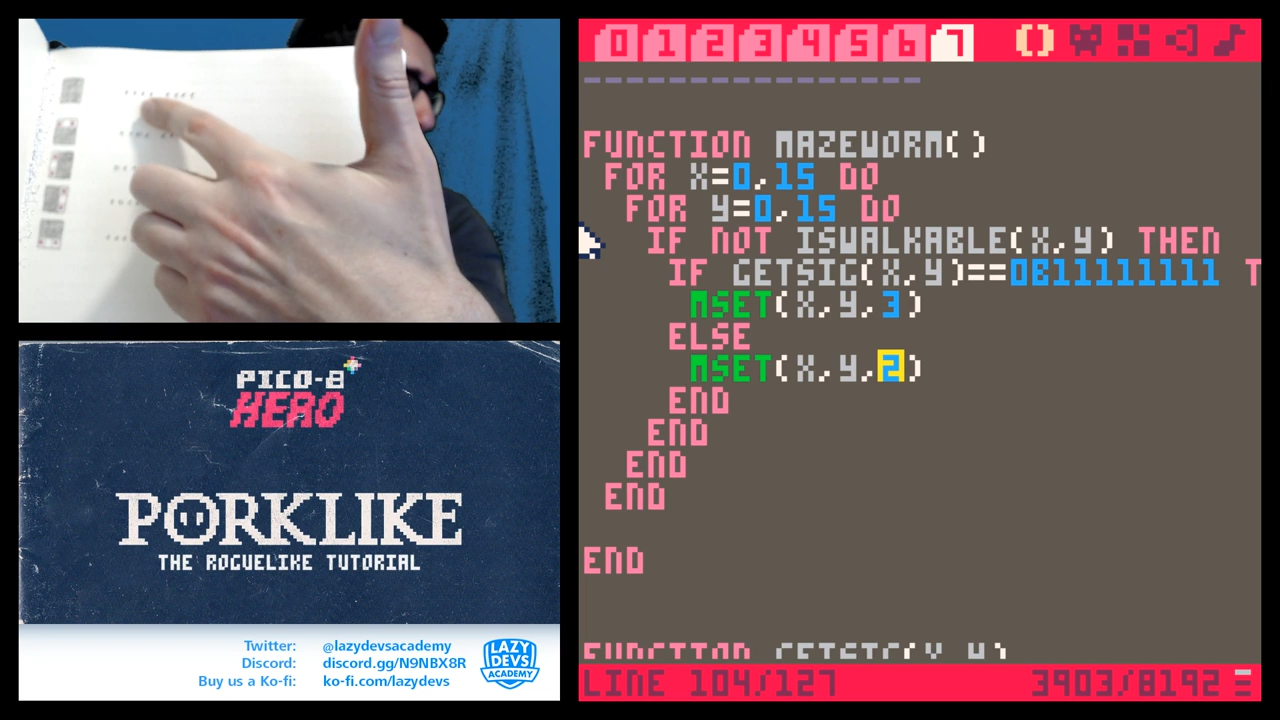 PICO-8
HERO
PORKLIKE
THE ROGUELIKE TUTORIAL
Twitter: @lazydevsacademy
Discord: discord.gg/N9NBX8R
Buy us a Ko-fi: ko-fi.com/lazydevs
LAZY
DEVS
ACADEMY
0 1 2 3 4 5 6 7 ()
----------------
FUNCTION MAZEWORM()
FOR X=0,15 DO
FOR Y=0,15 DO
IF NOT ISWALKABLE(X,Y) THEN
IF GETSIG(X,Y)==0B11111111 T
MSET(X,Y,3)
ELSE
MSET(X,Y,2)
END
END
END
END
END
FUNCTION GETSIG(X,Y)
LINE 104/127 3903/8192